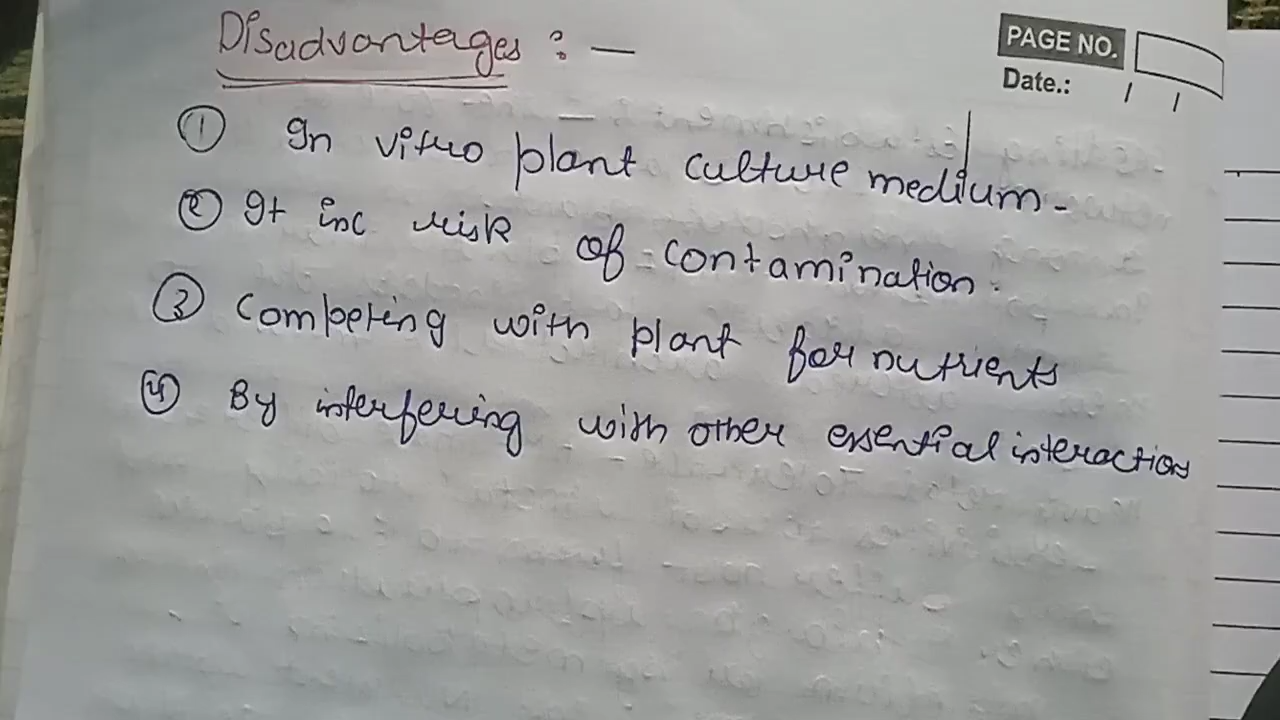 Disadvantages : —
PAGE NO.
Date.: / /
① In vitro plant culture medium.
② It inc risk of contamination.
③ Competing with plant for nutrients
④ By interfering with other essential interactions